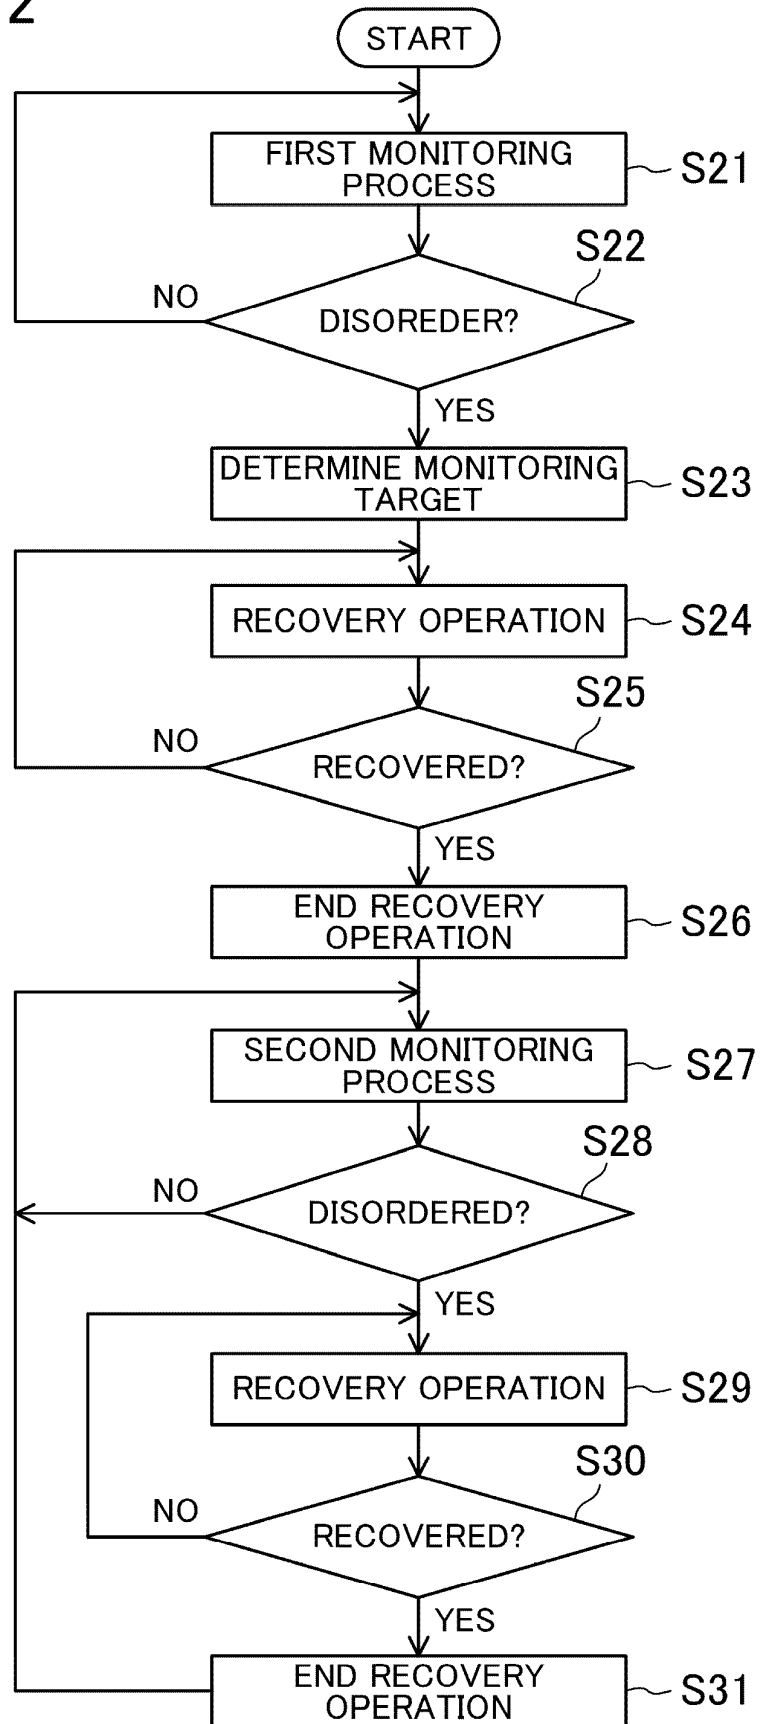 2
START
FIRST MONITORING
PROCESS
S21
S22
NO
DISOREDER?
YES
DETERMINE MONITORING
TARGET
S23
RECOVERY OPERATION
S24
S25
NO
RECOVERED?
YES
END RECOVERY
OPERATION
S26
SECOND MONITORING
PROCESS
S27
S28
NO
DISORDERED?
YES
RECOVERY OPERATION
S29
S30
NO
RECOVERED?
YES
END RECOVERY
OPERATION
S31